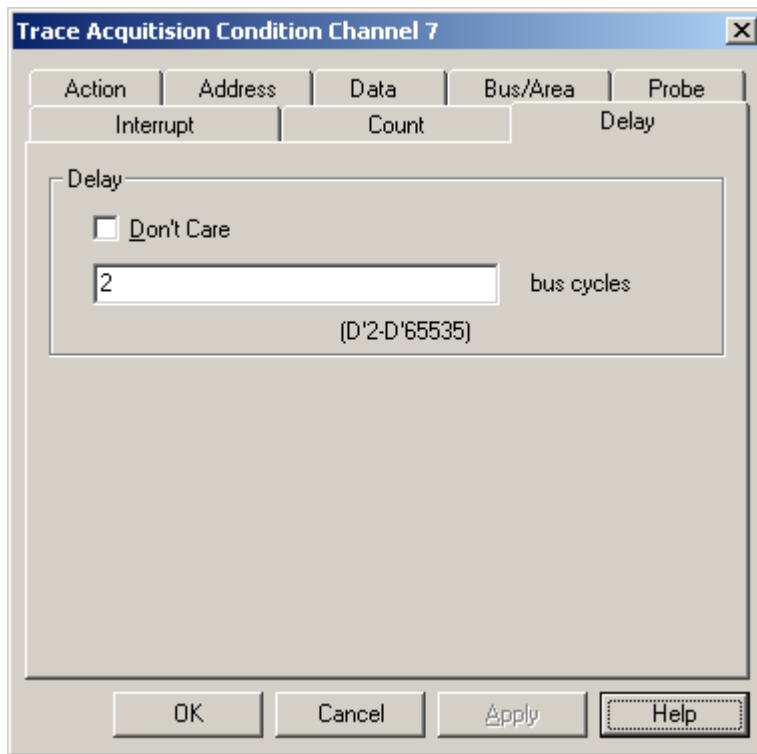 Trace Acquitision Condition Channel 7
Action Address Data Bus/Area Probe
Interrupt Count Delay
Delay
Don't Care
2 bus cycles
(D'2-D'65535)
OK Cancel Apply Help